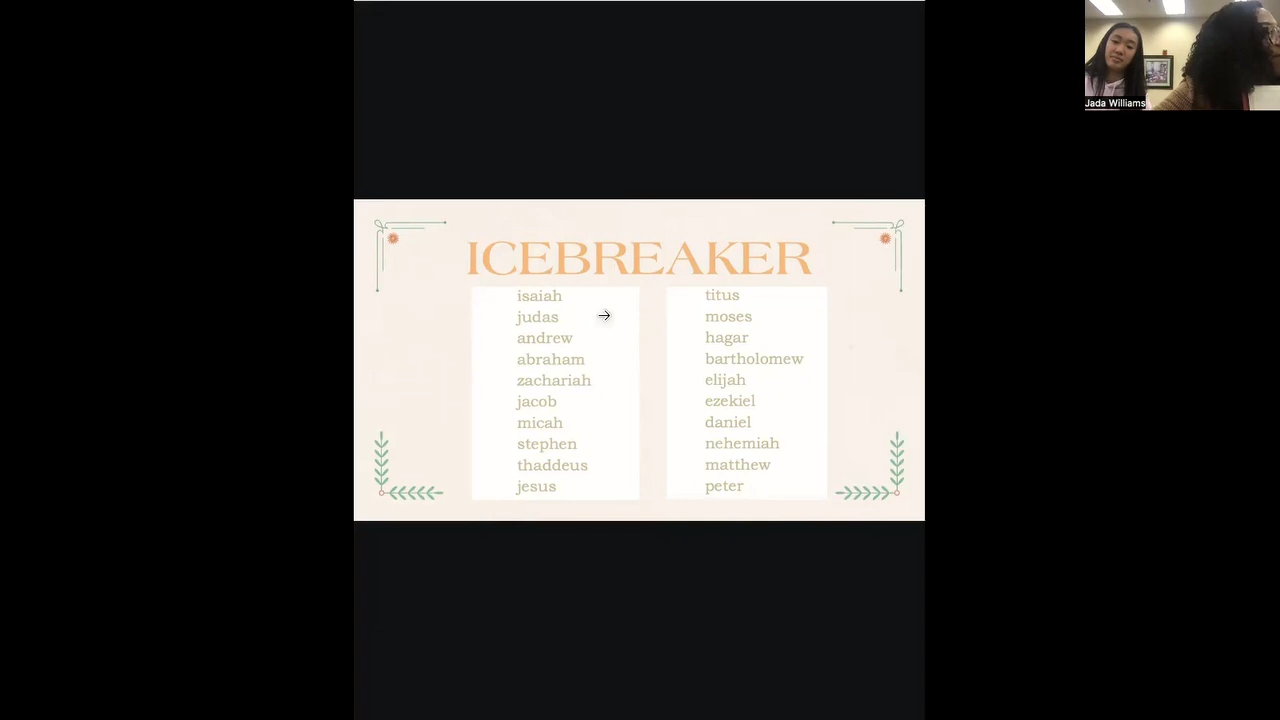 ICEBREAKER
isaiah
judas
andrew
abraham
zachariah
jacob
micah
stephen
thaddeus
jesus
titus
moses
hagar
bartholomew
elijah
ezekiel
daniel
nehemiah
matthew
peter
Jada Williams